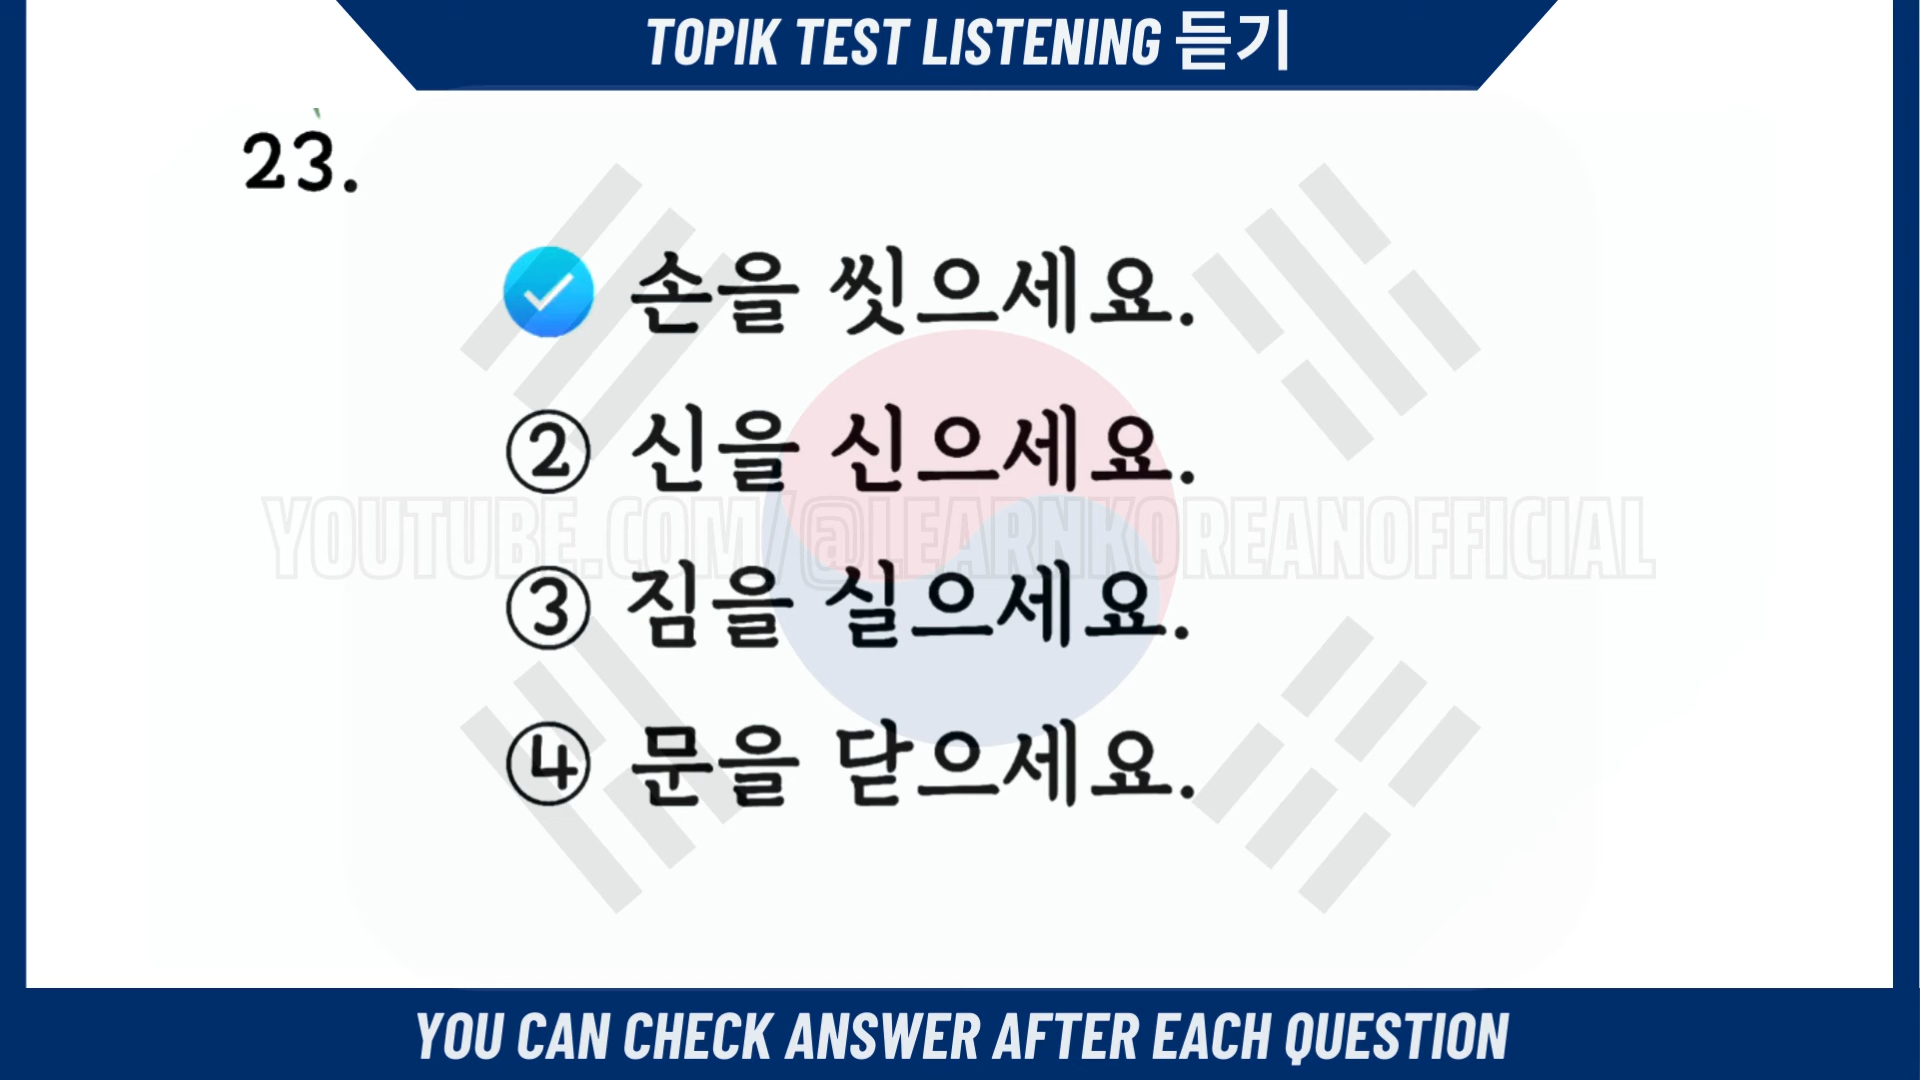 TOPIK TEST LISTENING 듣기
23.
손을 씻으세요.
② 신을 신으세요.
YOUTUBE.COM/@LEARNKOREANOFFICIAL
③ 짐을 실으세요.
④ 문을 닫으세요.
YOU CAN CHECK ANSWER AFTER EACH QUESTION